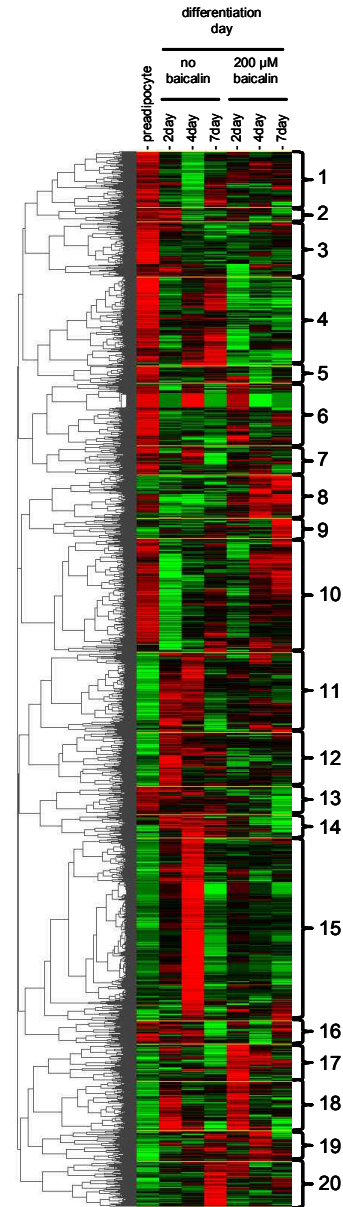 differentiation
day
no
baicalin
200 µM
baicalin
- preadipocyte
2day
4day
7day
2day
4day
7day
1
2
3
4
5
6
7
8
9
10
11
12
13
14
15
16
17
18
19
20